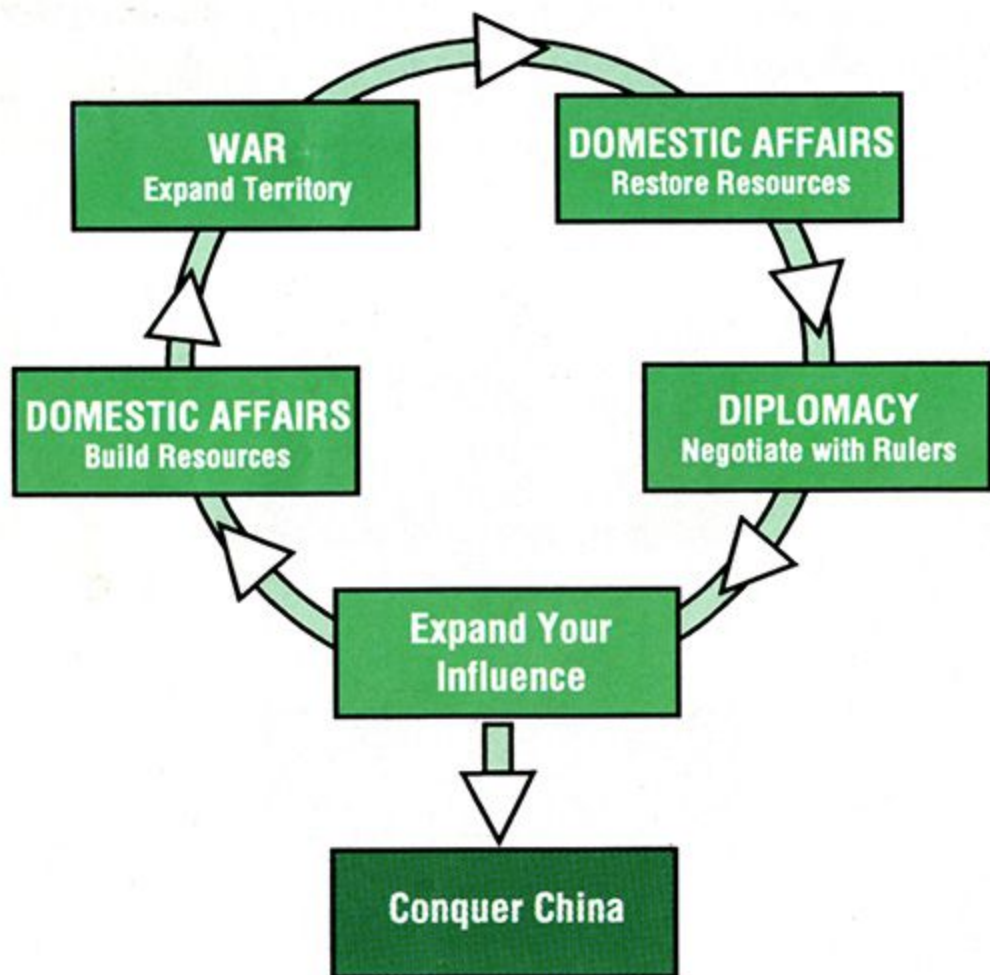 WAR
Expand Territory
DOMESTIC AFFAIRS
Restore Resources
DOMESTIC AFFAIRS
Build Resources
DIPLOMACY
Negotiate with Rulers
Expand Your
Influence
Conquer China